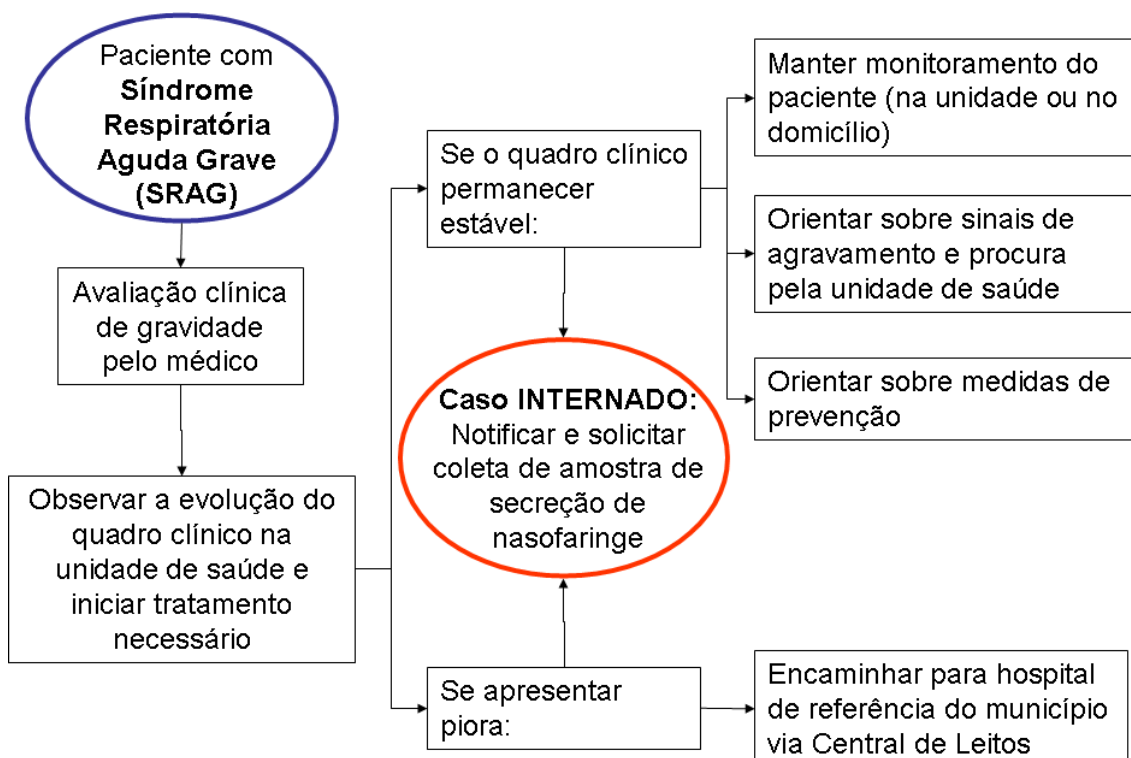 Paciente com
Síndrome
Respiratória
Aguda Grave
(SRAG)
Avaliação clínica
de gravidade
pelo médico
Observar a evolução do
quadro clínico na
unidade de saúde e
iniciar tratamento
necessário
Se o quadro clínico
permanecer
estável:
Manter monitoramento do
paciente (na unidade ou no
domicílio)
Orientar sobre sinais de
agravamento e procura
pela unidade de saúde
Orientar sobre medidas de
prevenção
Caso INTERNADO:
Notificar e solicitar
coleta de amostra de
secreção de
nasofaringe
Se apresentar
piora:
Encaminhar para hospital
de referência do município
via Central de Leitos